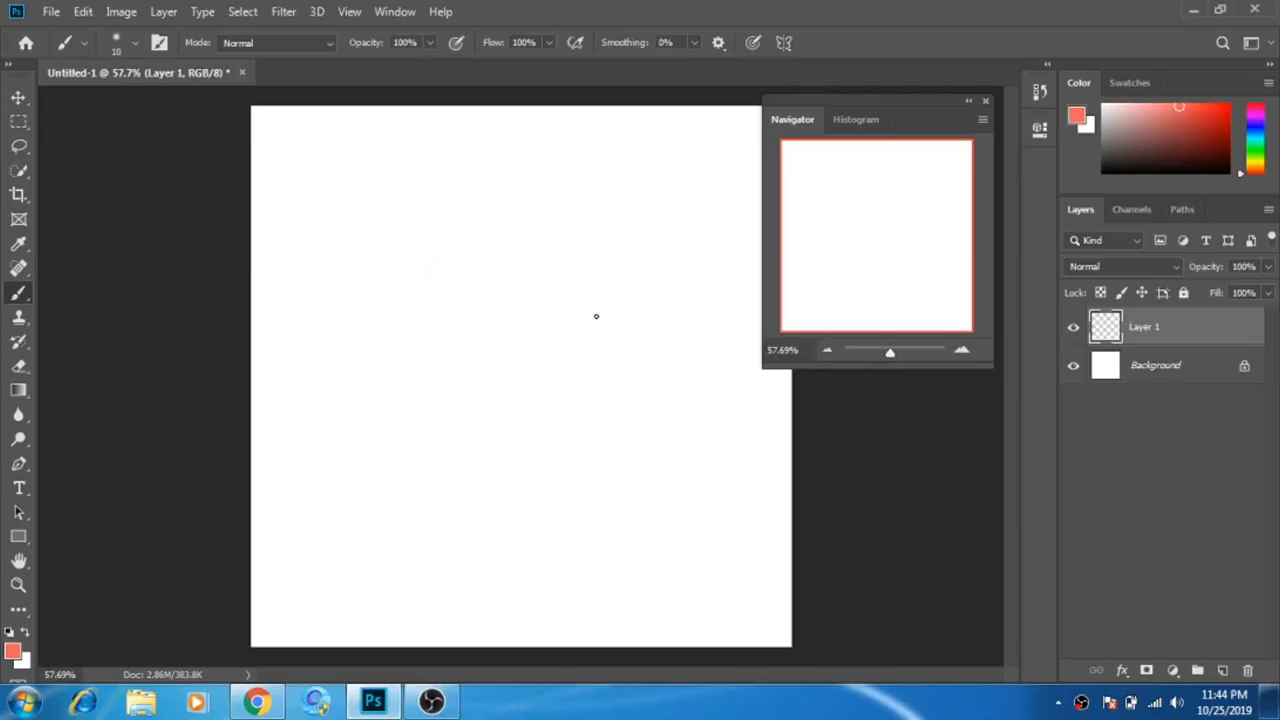 Ps File Edit Image Layer Type Select Filter 3D View Window Help
10 Mode: Normal Opacity: 100% Flow: 100% Smoothing: 0%
Untitled-1 @ 57.7% (Layer 1, RGB/8) *
Navigator Histogram
57.69%
Color Swatches
Layers Channels Paths
Kind
Normal Opacity: 100%
Lock: Fill: 100%
Layer 1
Background
57.69% Doc: 2.86M/383.8K
Ps
11:44 PM
10/25/2019